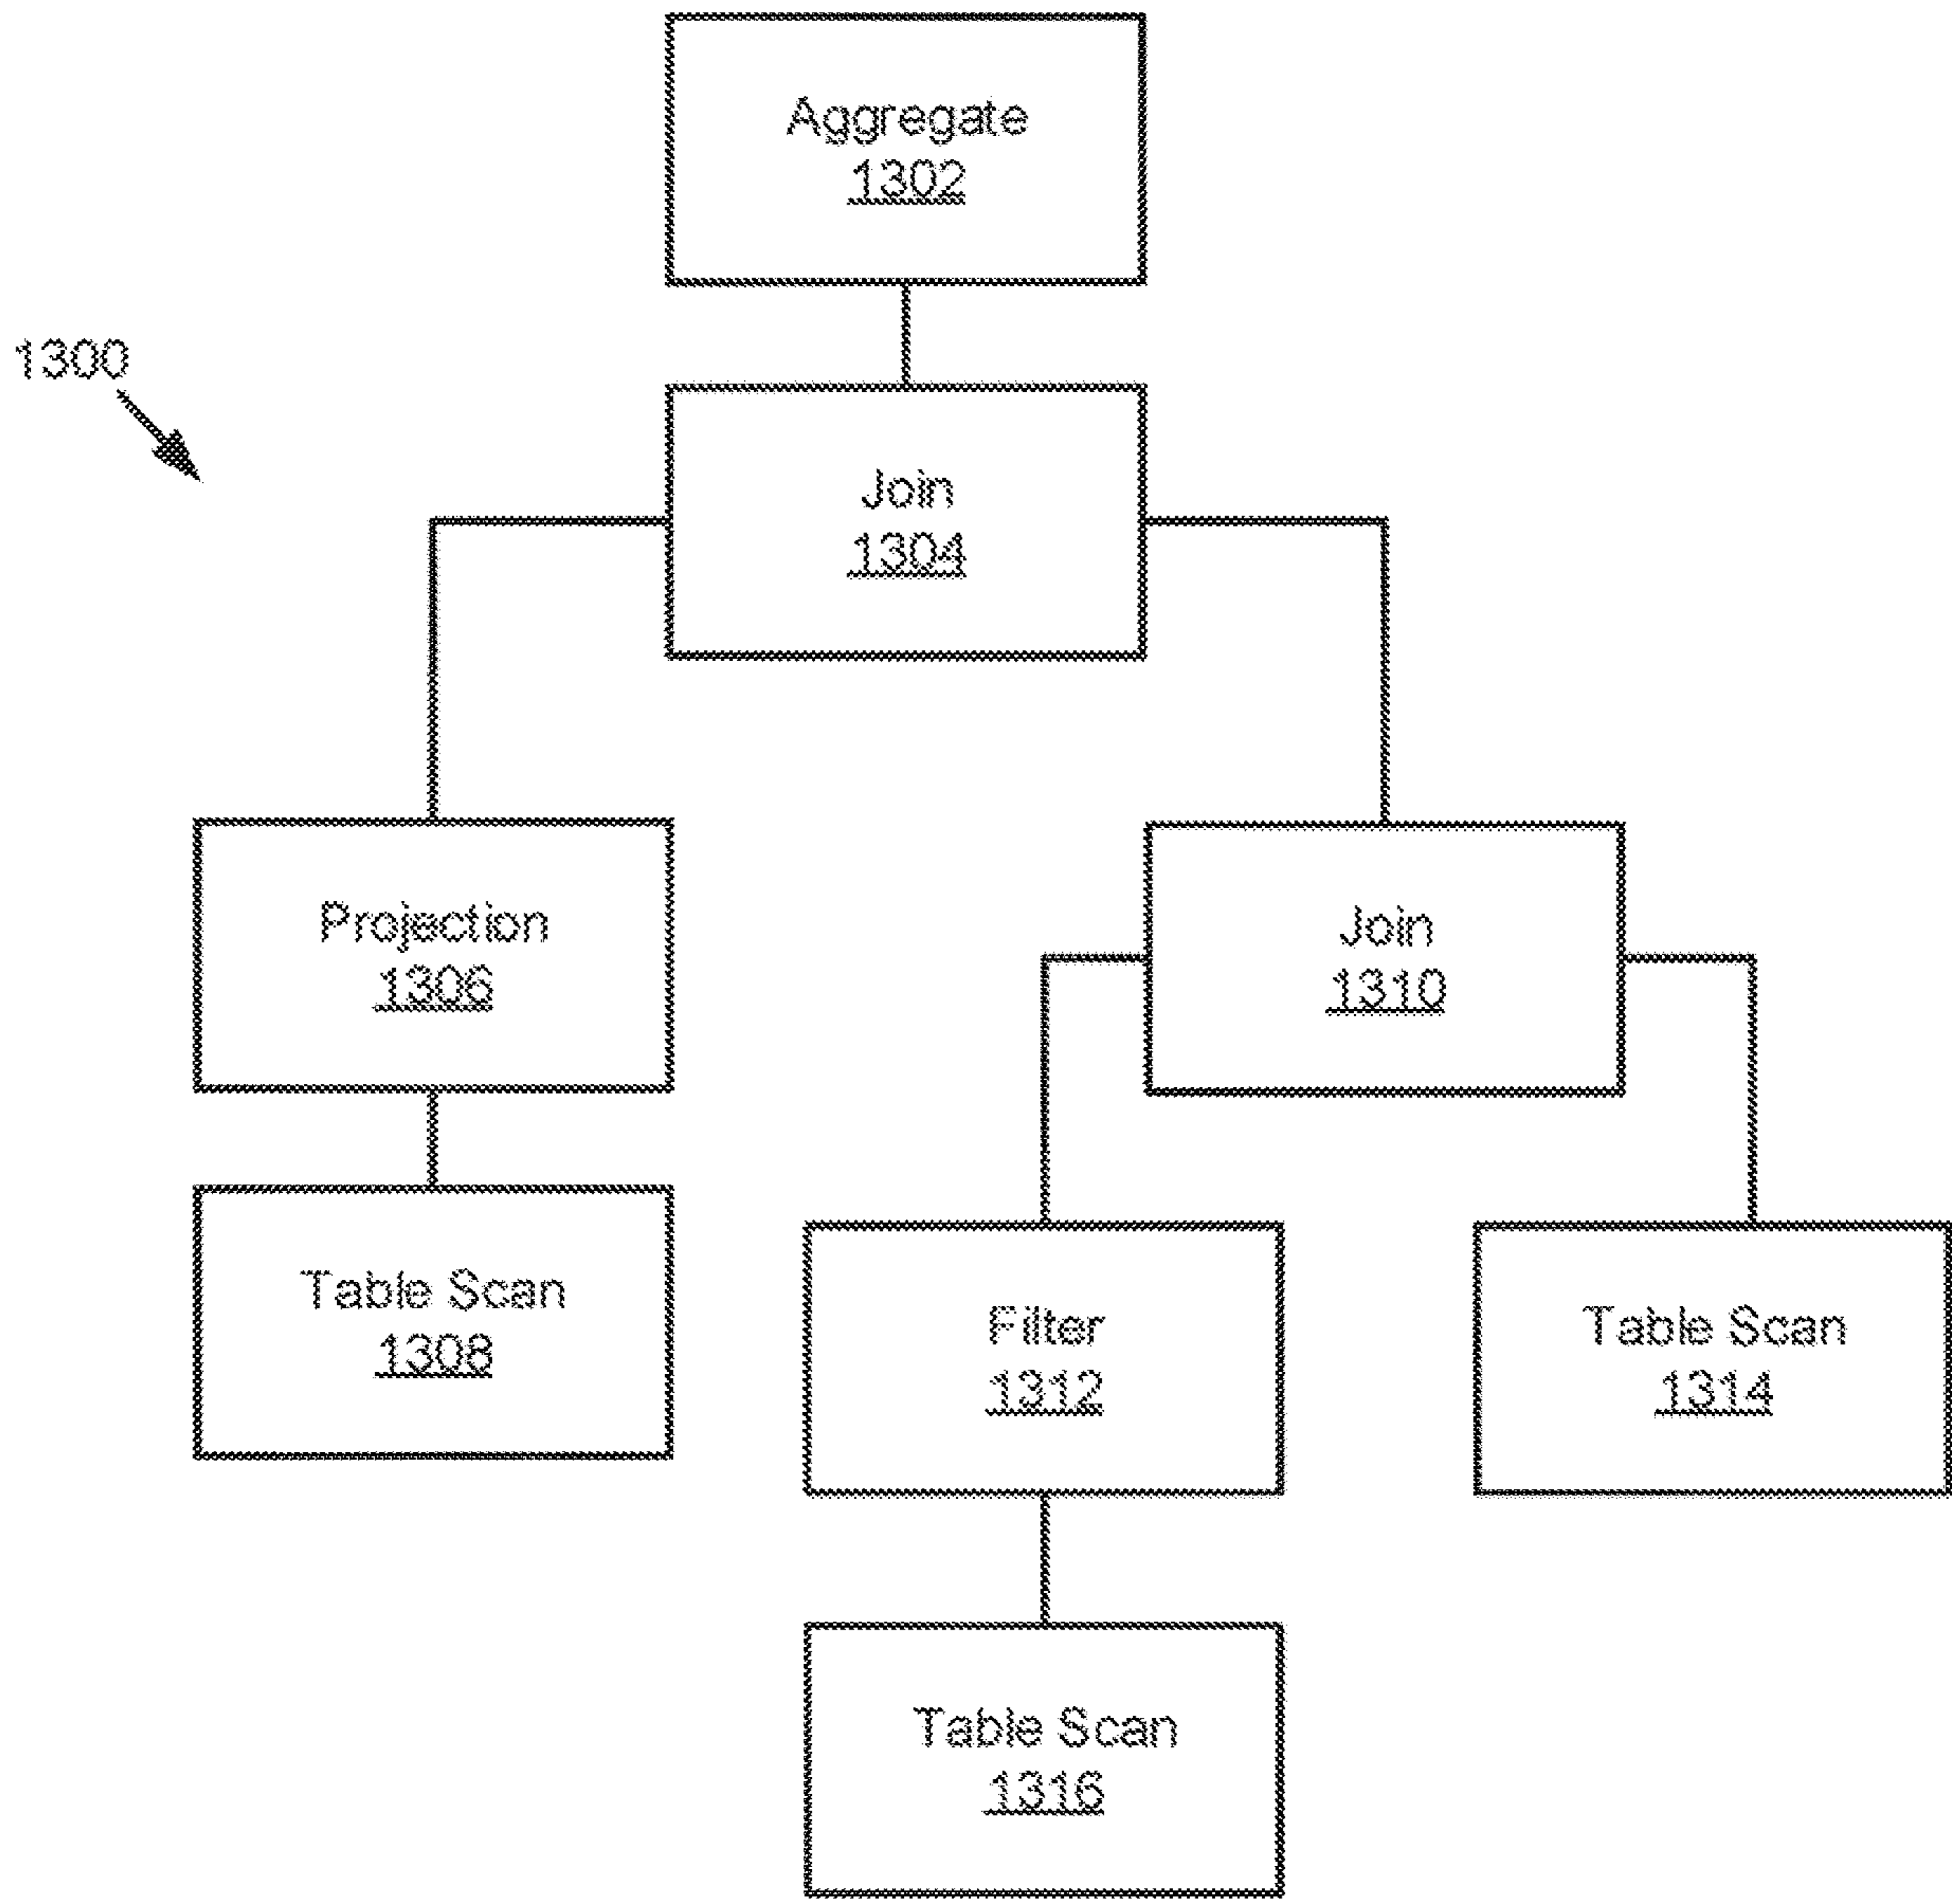 Aggregate
1302
1300
Join
1304
Projection
1306
Join
1310
Table Scan
1308
Filter
1312
Table Scan
1314
Table Scan
1316